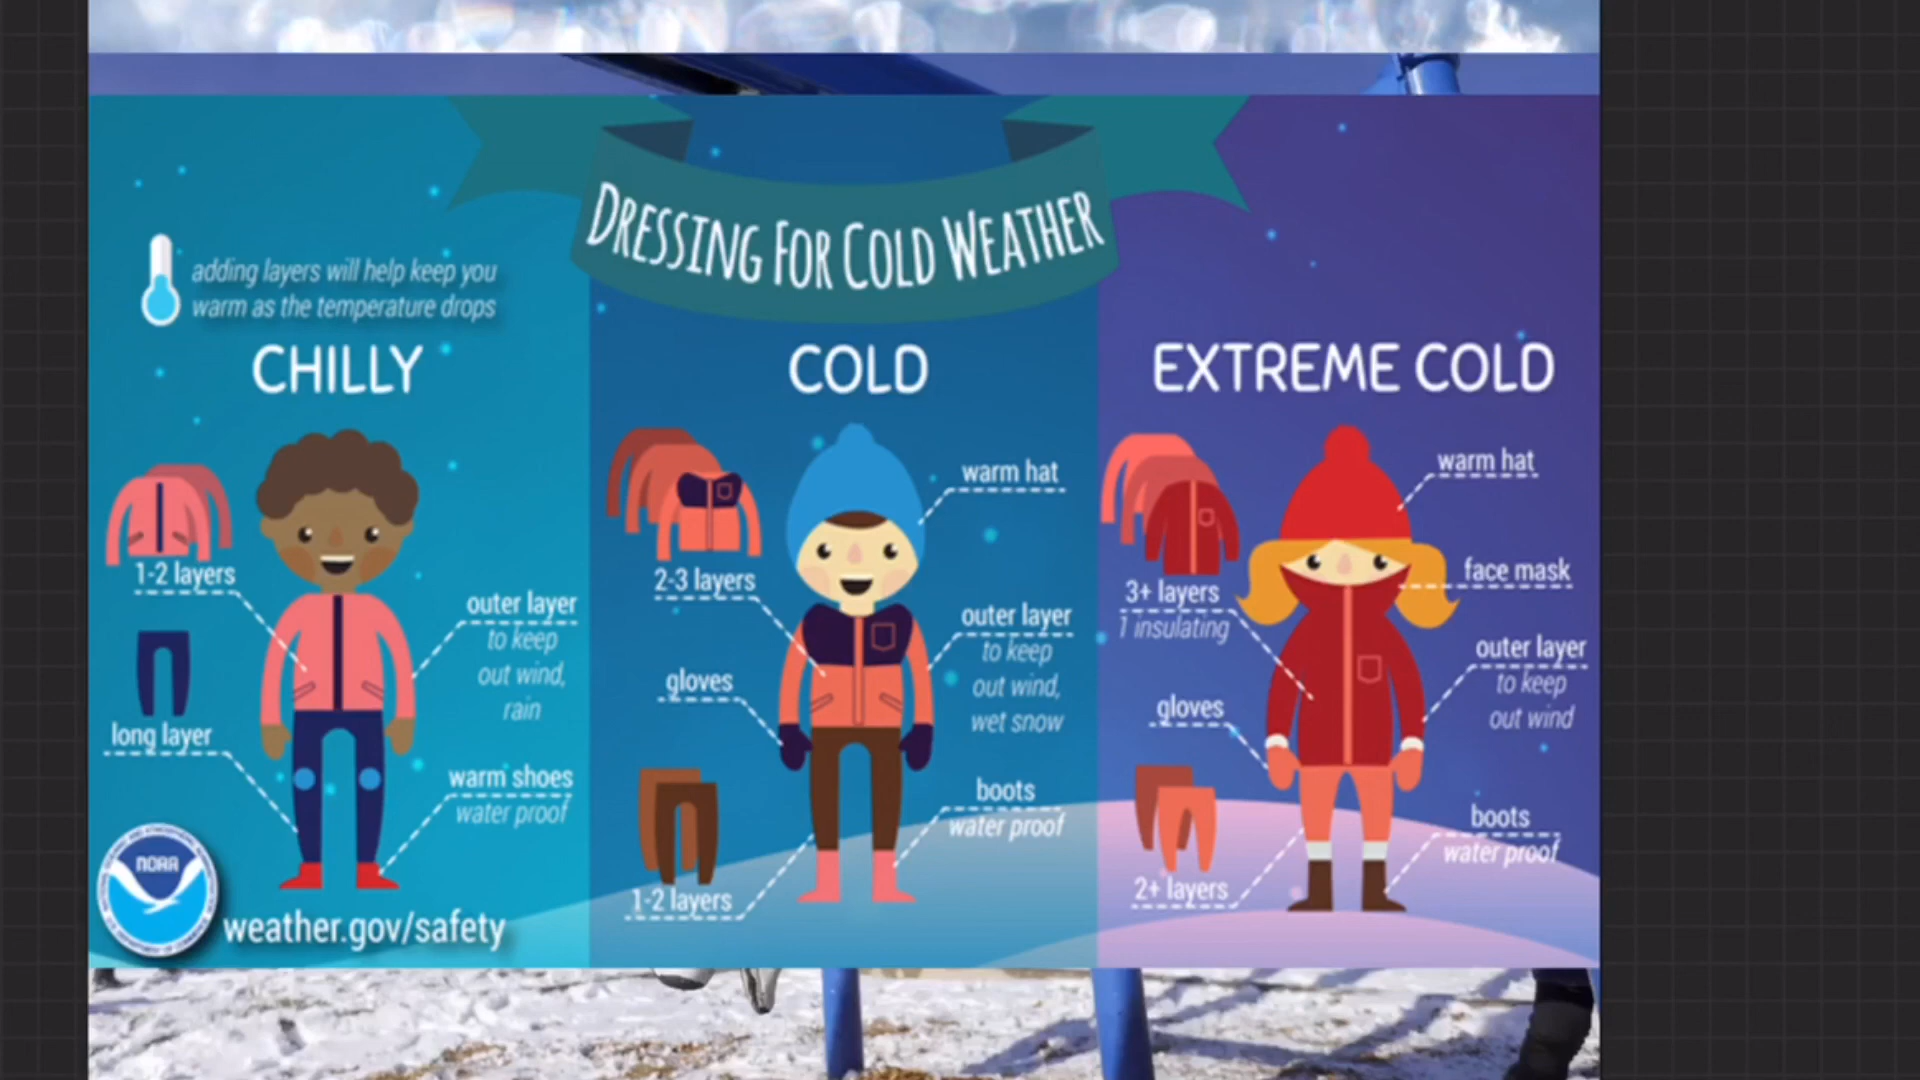 DRESSING FOR COLD WEATHER
adding layers will help keep you
warm as the temperature drops
CHILLY
1-2 layers
outer layer
to keep
out wind,
rain
long layer
warm shoes
water proof
NOAA
weather.gov/safety
COLD
warm hat
2-3 layers
outer layer
to keep
out wind,
wet snow
gloves
boots
water proof
1-2 layers
EXTREME COLD
warm hat
face mask
3+ layers
1 insulating
outer layer
to keep
out wind
gloves
boots
water proof
2+ layers